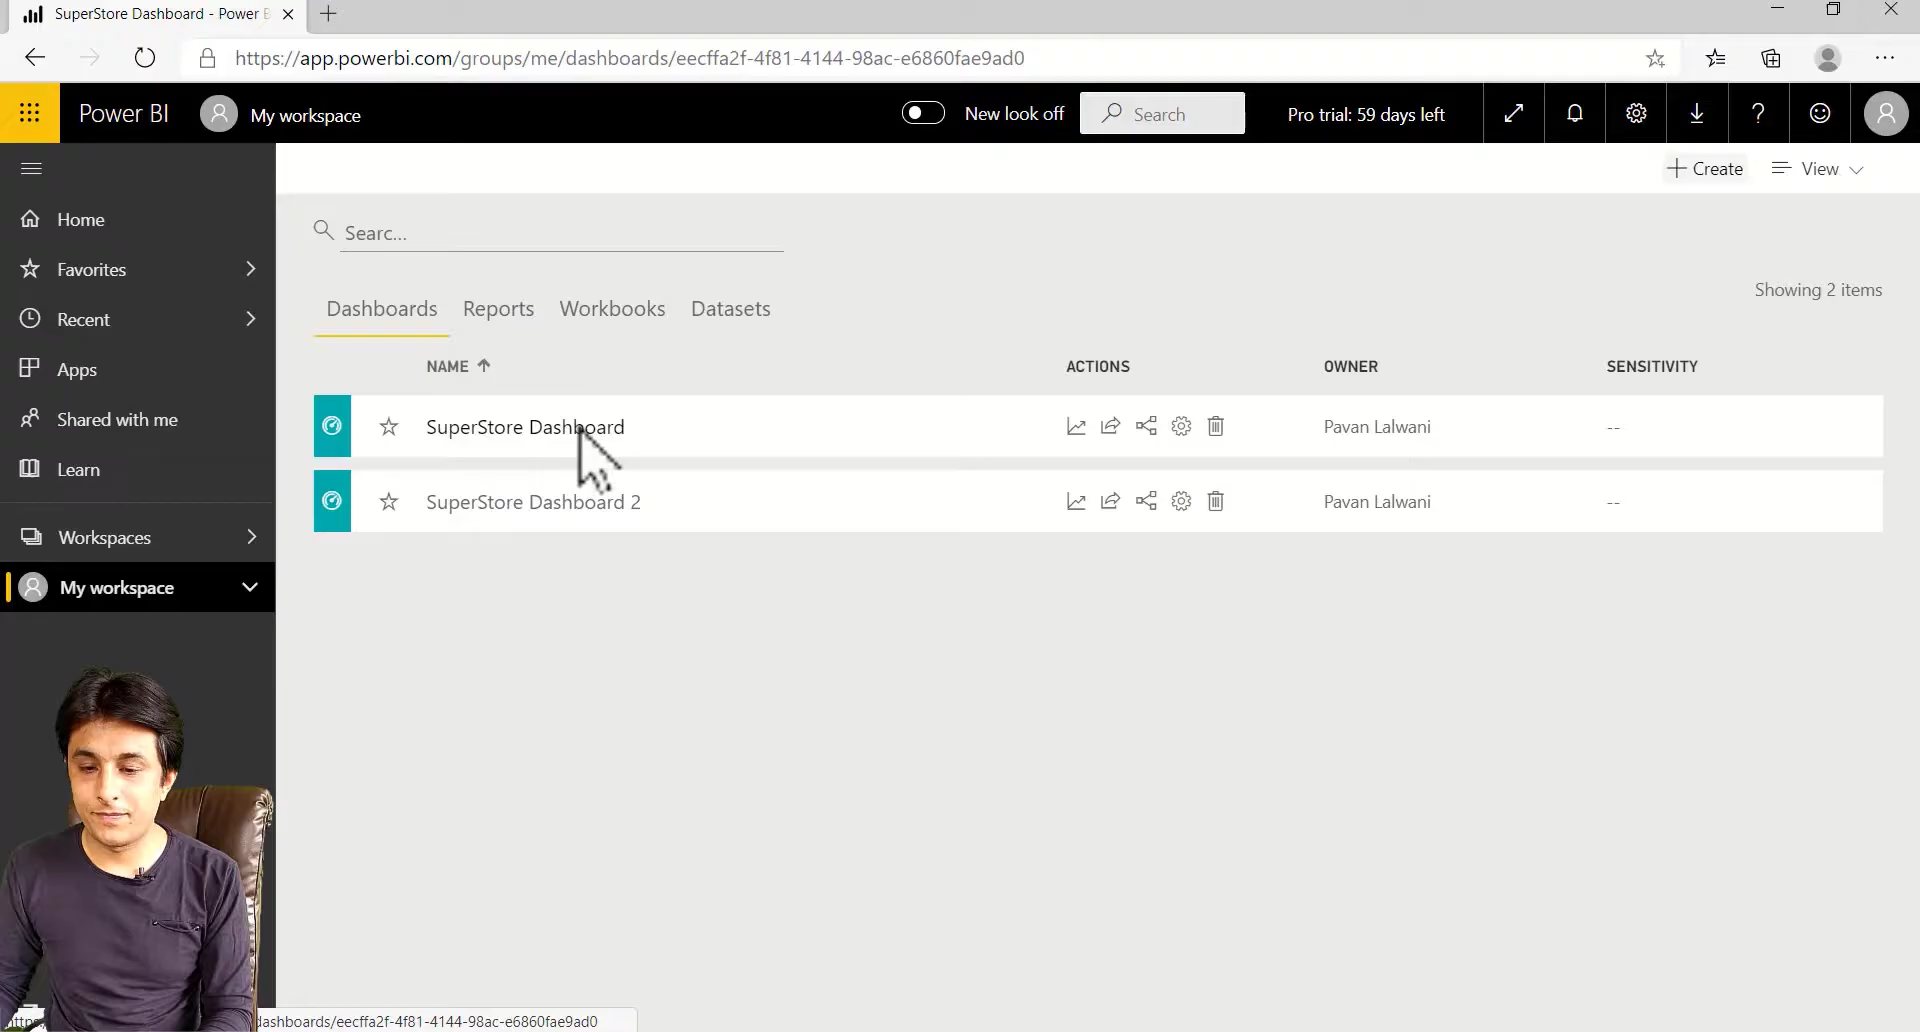 SuperStore Dashboard - Power B
https://app.powerbi.com/groups/me/dashboards/eecffa2f-4f81-4144-98ac-e6860fae9ad0
Power BI
My workspace
New look off
Search
Pro trial: 59 days left
Create
View
Home
Favorites
Recent
Apps
Shared with me
Learn
Workspaces
My workspace
Searc...
Showing 2 items
Dashboards Reports Workbooks Datasets
NAME ACTIONS OWNER SENSITIVITY
SuperStore Dashboard Pavan Lalwani --
SuperStore Dashboard 2 Pavan Lalwani --
dashboards/eecffa2f-4f81-4144-98ac-e6860fae9ad0